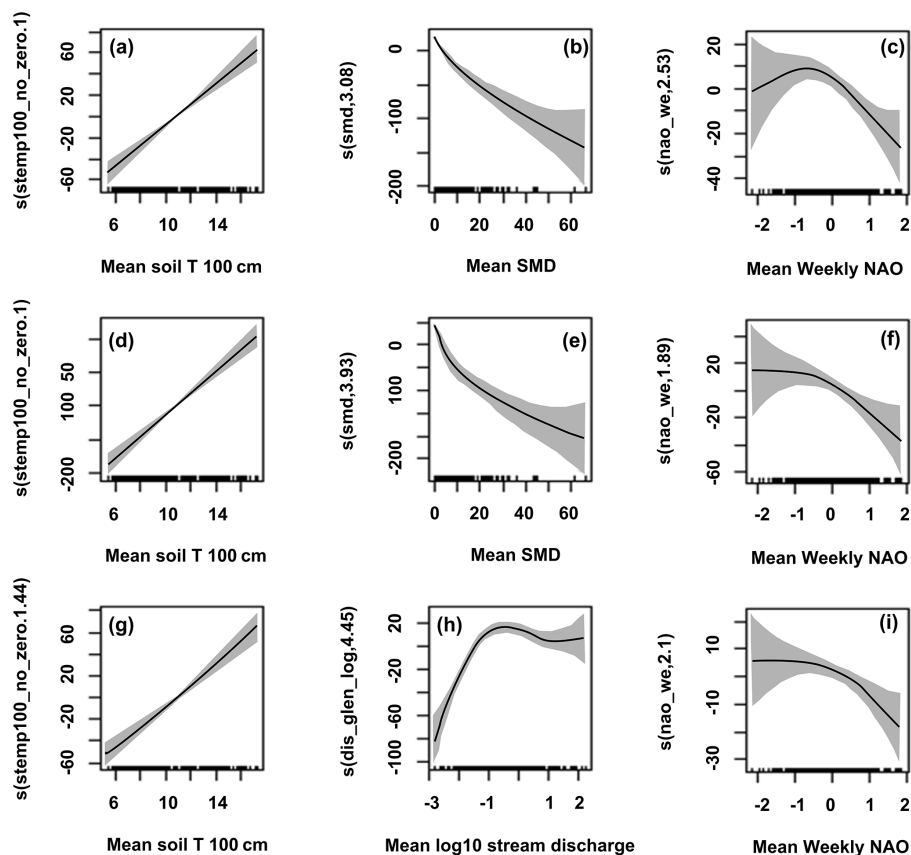 s(stemp100_no_zero.1)
60
20
-20
-60
(a)
6 10 14
Mean soil T 100 cm
s(smd,3.08)
0
-100
-200
(b)
0 20 40 60
Mean SMD
s(nao_we,2.53)
20
0
-20
-40
(c)
-2 -1 0 1 2
Mean Weekly NAO
s(stemp100_no_zero.1)
50
100
-200
(d)
6 10 14
Mean soil T 100 cm
s(smd,3.93)
0
100
-200
(e)
0 20 40 60
Mean SMD
s(nao_we,1.89)
20
-20
-60
(f)
-2 -1 0 1 2
Mean Weekly NAO
s(stemp100_no_zero.1.44)
60
20
-20
-60
(g)
6 10 14
Mean soil T 100 cm
s(dis_glen_log,4.45)
20
-20
-60
-100
(h)
-3 -1 1 2
Mean log10 stream discharge
s(nao_we,2.1)
10
-10
-30
(i)
-2 -1 0 1 2
Mean Weekly NAO